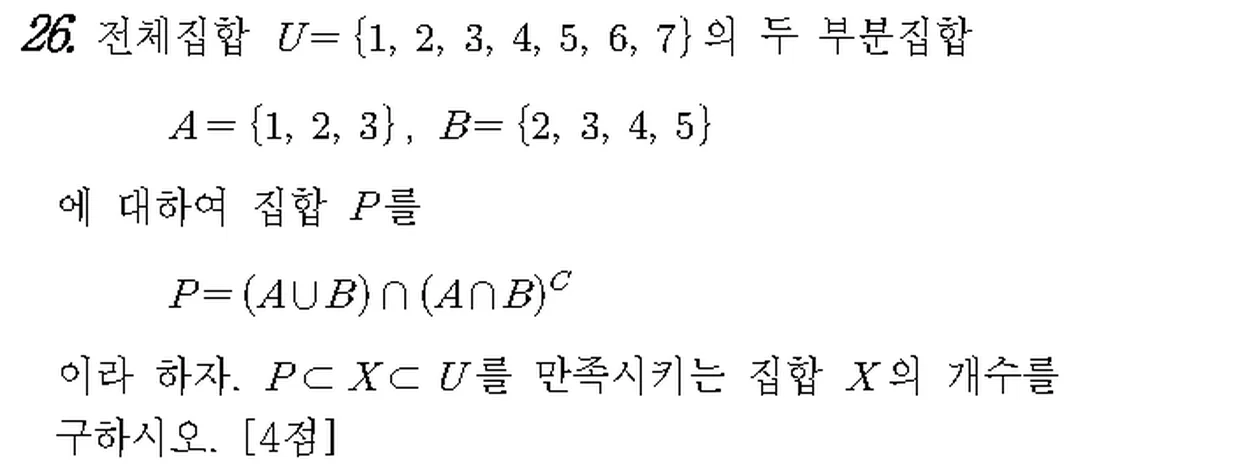 26. 전체집합 U={1, 2, 3, 4, 5, 6, 7}의 두 부분집합
A={1, 2, 3}, B={2, 3, 4, 5}
에 대하여 집합 P를
P=(A∪B)∩(A∩B)^C
이라 하자. P⊂X⊂U를 만족시키는 집합 X의 개수를
구하시오. [4점]